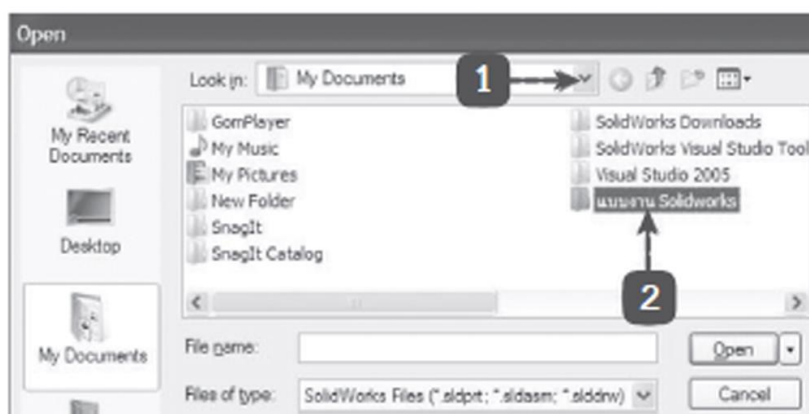 Open
Look in: My Documents
1
My Recent
Documents
Desktop
My Documents
GomPlayer
My Music
My Pictures
New Folder
SnagIt
SnagIt Catalog
SolidWorks Downloads
SolidWorks Visual Studio Tool
Visual Studio 2005
แบบงาน Solidworks
2
File name:
Open
Files of type: SolidWorks Files (*.sldprt; *.sldasm; *.slddrw)
Cancel